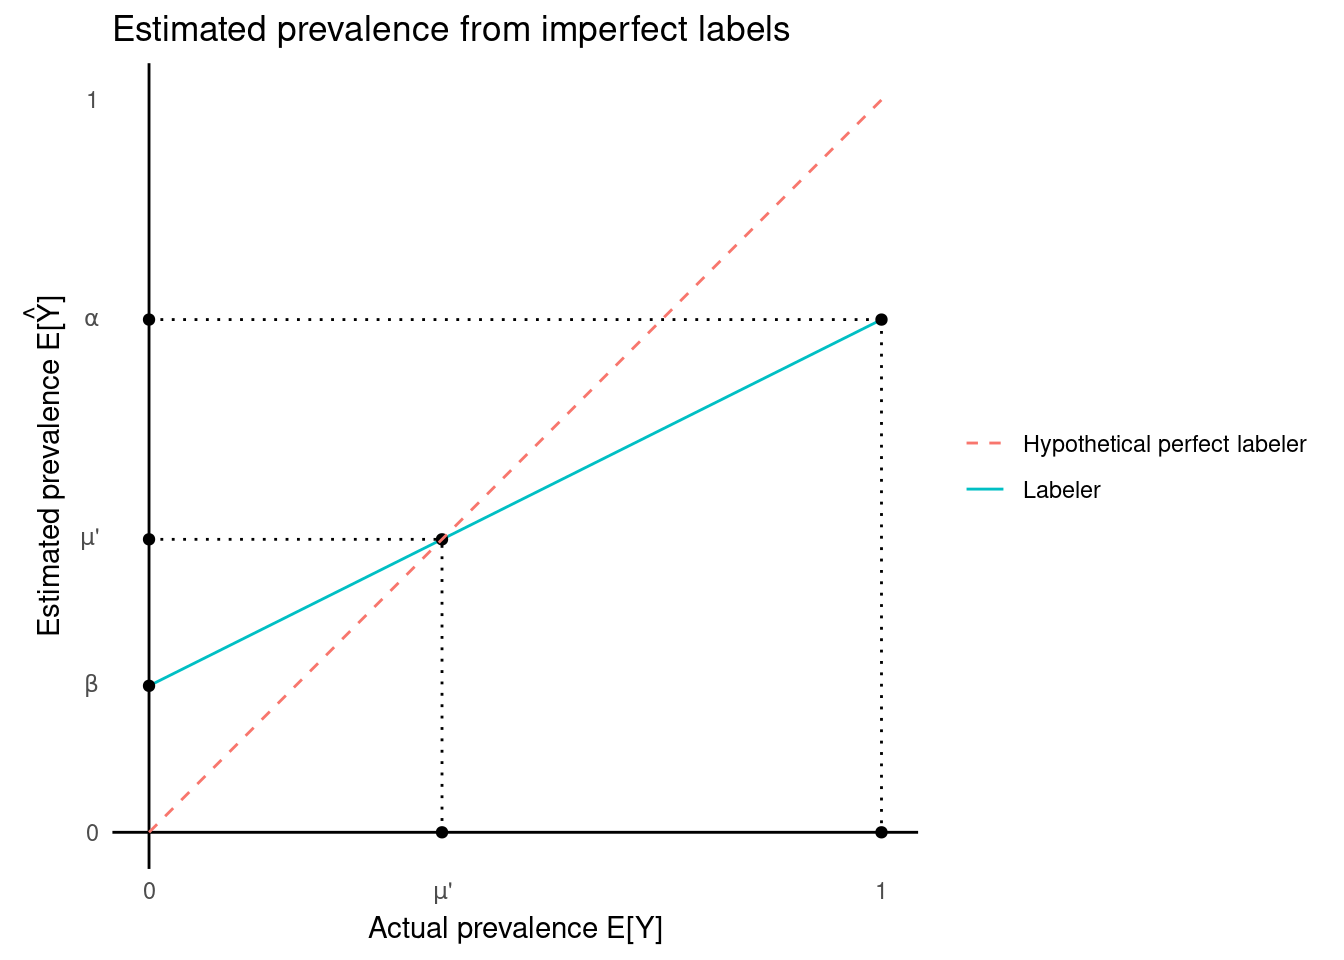 Estimated prevalence from imperfect labels
1
α
μ'
β
0
Estimated prevalence E[Ŷ]
0
μ'
1
Actual prevalence E[Y]
Hypothetical perfect labeler
Labeler